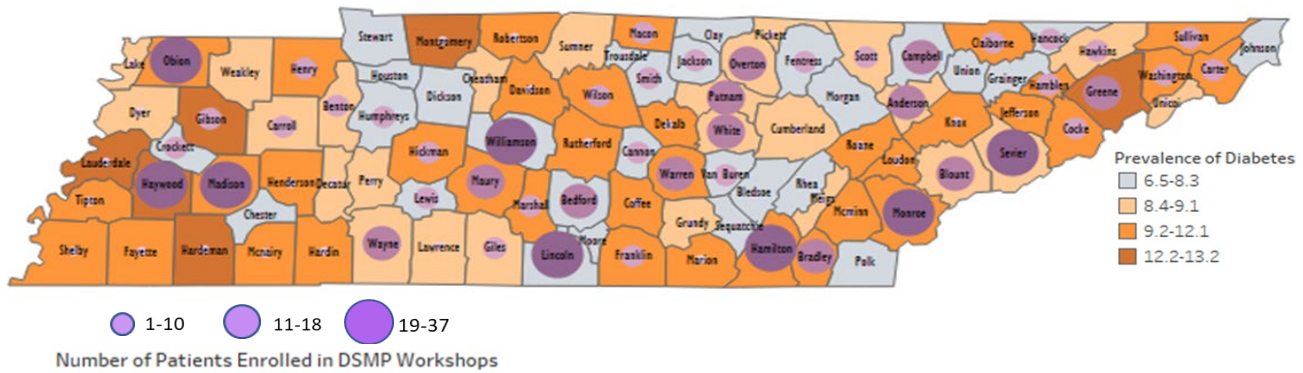 Stewart
Montgomery
Robertson
Sumner
Macon
Clay
Pickett
Claiborne
Hancock
Sullivan
Johnson
Lake
Obion
Weakley
Henry
Houston
Cheatham
Trousdale
Jackson
Overton
Fentress
Scott
Campbell
Union
Grainger
Hawkins
Hamblen
Washington
Carter
Greene
Unicoi
Dyer
Gibson
Carroll
Benton
Humphreys
Dickson
Davidson
Wilson
Smith
Putnam
Morgan
Anderson
Knox
Jefferson
Cocke
Crockett
Lauderdale
Haywood
Madison
Henderson
Decatur
Perry
Hickman
Williamson
Rutherford
Cannon
Dekalb
White
Cumberland
Roane
Loudon
Blount
Sevier
Tipton
Chester
Lewis
Maury
Marshal
Bedford
Coffee
Warren
Van Buren
Bledsoe
Rhea
Meigs
Mcminn
Monroe
Shelby
Fayette
Hardeman
Mcnairy
Hardin
Wayne
Lawrence
Giles
Lincoln
Moore
Franklin
Grundy
Sequatchie
Marion
Hamilton
Bradley
Polk
Prevalence of Diabetes
6.5-8.3
8.4-9.1
9.2-12.1
12.2-13.2
1-10 11-18 19-37
Number of Patients Enrolled in DSMP Workshops